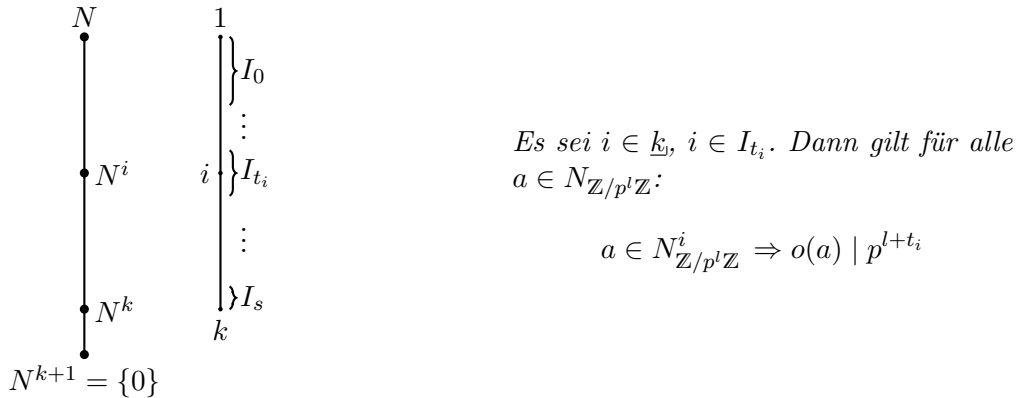 N
N^i
N^k
N^{k+1} = {0}
1
I_0
⋮
i
I_{t_i}
⋮
I_s
k
Es sei i ∈ k̲, i ∈ I_{t_i}. Dann gilt für alle
a ∈ N_{ℤ/p^lℤ}:
a ∈ N^i_{ℤ/p^lℤ} ⇒ o(a) | p^{l+t_i}